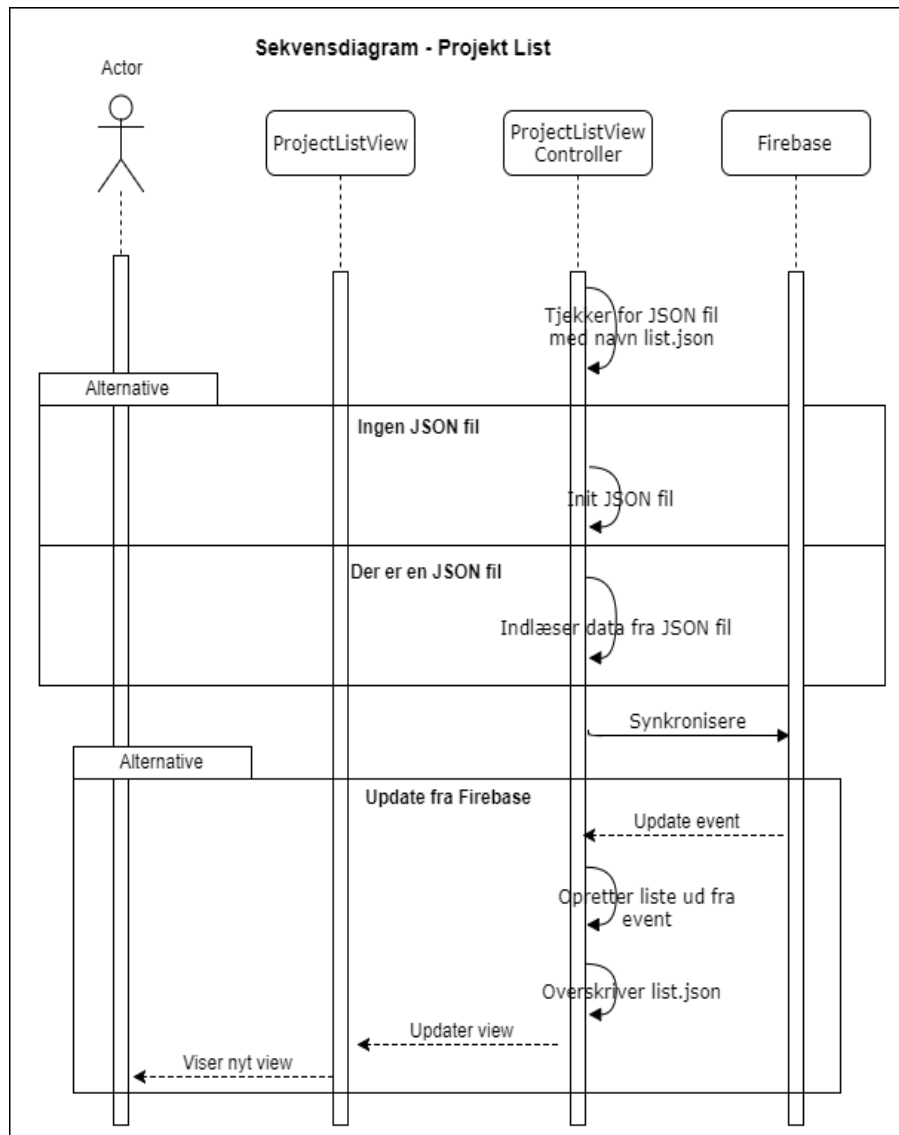 Sekvensdiagram - Projekt List
Actor
ProjectListView
ProjectListView
Controller
Firebase
Tjekker for JSON fil
med navn list.json
Alternative
Ingen JSON fil
Init JSON fil
Der er en JSON fil
Indlæser data fra JSON fil
Synkronisere
Alternative
Update fra Firebase
Update event
Opretter liste ud fra
event
Overskriver list.json
Updater view
Viser nyt view